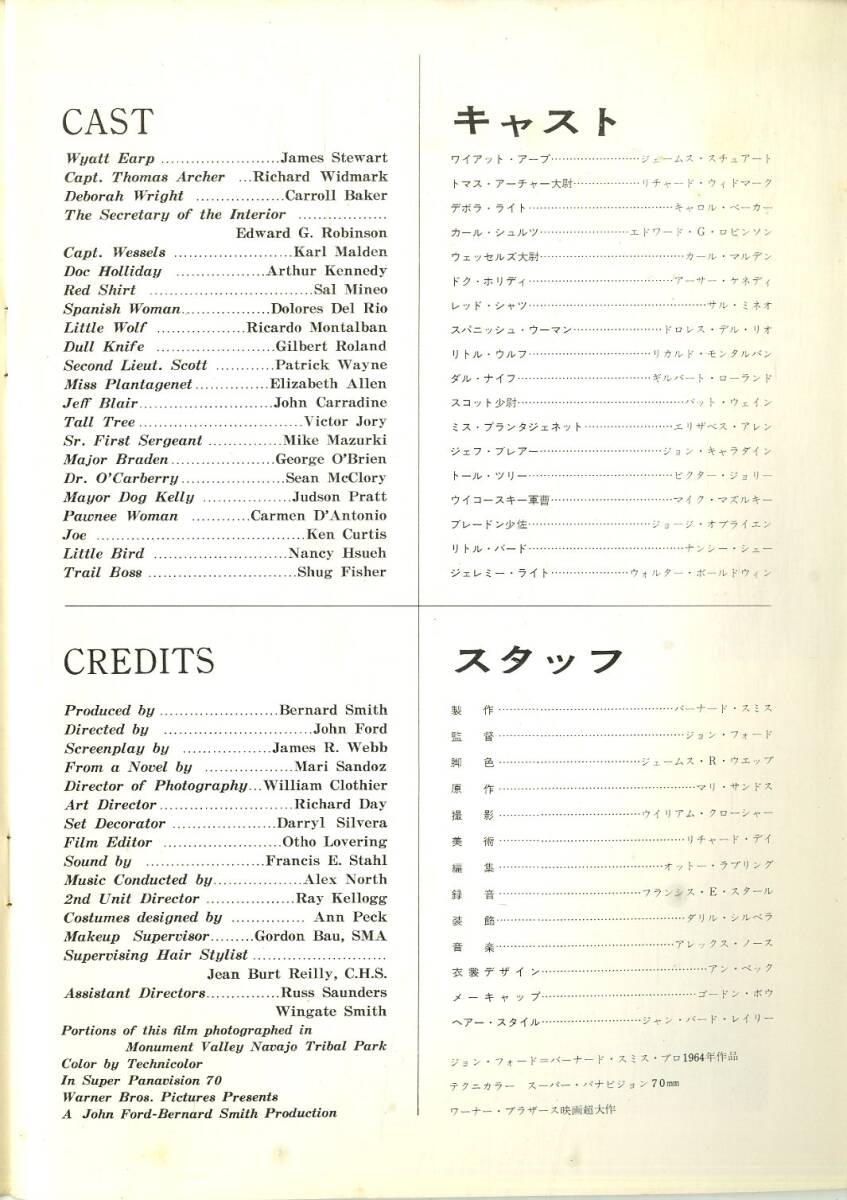 CAST
Wyatt Earp ........................James Stewart
Capt. Thomas Archer ...Richard Widmark
Deborah Wright ..................Carroll Baker
The Secretary of the Interior ..................
Edward G. Robinson
Capt. Wessels ........................Karl Malden
Doc Holliday ..................Arthur Kennedy
Red Shirt ...........................Sal Mineo
Spanish Woman..................Dolores Del Rio
Little Wolf ..................Ricardo Montalban
Dull Knife ........................Gilbert Roland
Second Lieut. Scott ............Patrick Wayne
Miss Plantagenet...............Elizabeth Allen
Jeff Blair...........................John Carradine
Tall Tree..............................Victor Jory
Sr. First Sergeant ...............Mike Mazurki
Major Braden.....................George O'Brien
Dr. O'Carberry.....................Sean McClory
Mayor Dog Kelly ..................Judson Pratt
Pawnee Woman ............Carmen D'Antonio
Joe ..........................................Ken Curtis
Little Bird ...........................Nancy Hsueh
Trail Boss ..............................Shug Fisher
キャスト
ワイアット・アープ……………………ジェームス・スチュアート
トマス・アーチャー大尉………………リチャード・ウィドマーク
デボラ・ライト…………………………………キャロル・ベーカー
カール・シュルツ……………………エドワード・G・ロビンソン
ウェッセルズ大尉…………………………………カール・マルデン
ドク・ホリディ…………………………………アーサー・ケネディ
レッド・シャツ…………………………………………サル・ミネオ
スパニッシュ・ウーマン……………………ドロレス・デル・リオ
リトル・ウルフ……………………………リカルド・モンタルバン
ダル・ナイフ………………………………ギルバート・ローランド
スコット少尉………………………………………パット・ウェイン
ミス・プランタジェネット……………………エリザベス・アレン
ジェフ・ブレアー…………………………………ジョン・キャラダイン
トール・ツリー…………………………………ビクター・ジョリー
ウイコースキー軍曹……………………………マイク・マズルキー
ブレードン少佐……………………………ジョージ・オブライエン
リトル・バード……………………………………ナンシー・シュー
ジェレミー・ライト…………………ウォルター・ボールドウィン
CREDITS
Produced by ........................Bernard Smith
Directed by ..............................John Ford
Screenplay by ..................James R. Webb
From a Novel by ..................Mari Sandoz
Director of Photography...William Clothier
Art Director...........................Richard Day
Set Decorator .....................Darryl Silvera
Film Editor ........................Otho Lovering
Sound by ........................Francis E. Stahl
Music Conducted by..................Alex North
2nd Unit Director ..................Ray Kellogg
Costumes designed by ............... Ann Peck
Makeup Supervisor.........Gordon Bau, SMA
Supervising Hair Stylist ...........................
Jean Burt Reilly, C.H.S.
Assistant Directors...............Russ Saunders
Wingate Smith
Portions of this film photographed in
Monument Valley Navajo Tribal Park
Color by Technicolor
In Super Panavision 70
Warner Bros. Pictures Presents
A John Ford-Bernard Smith Production
スタッフ
製作…………………………………………バーナード・スミス
監督……………………………………………ジョン・フォード
脚色…………………………………ジェームス・R・ウエッブ
原作………………………………………………マリ・サンドス
撮影…………………………………ウイリアム・クローシャー
美術……………………………………………リチャード・デイ
編集………………………………………オットー・ラブリング
録音…………………………………フランシス・E・スタール
装飾……………………………………………ダリル・シルベラ
音楽…………………………………………アレックス・ノース
衣裳デザイン………………………………………アン・ペック
メーキャップ……………………………………ゴードン・ボウ
ヘアー・スタイル………………………ジャン・バード・レイリー
ジョン・フォード=バーナード・スミス・プロ1964年作品
テクニカラー スーパー・パナビジョン70mm
ワーナー・ブラザース映画超大作